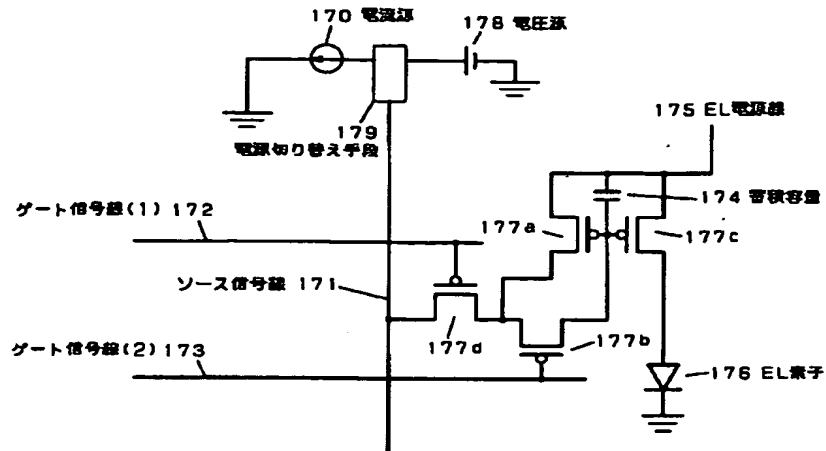 170 電流源
178 電圧源
179
電源切り替え手段
175 EL電源線
174 蓄積容量
ゲート信号線(1) 172
177a
177c
ソース信号線 171
177d
177b
ゲート信号線(2) 173
176 EL素子